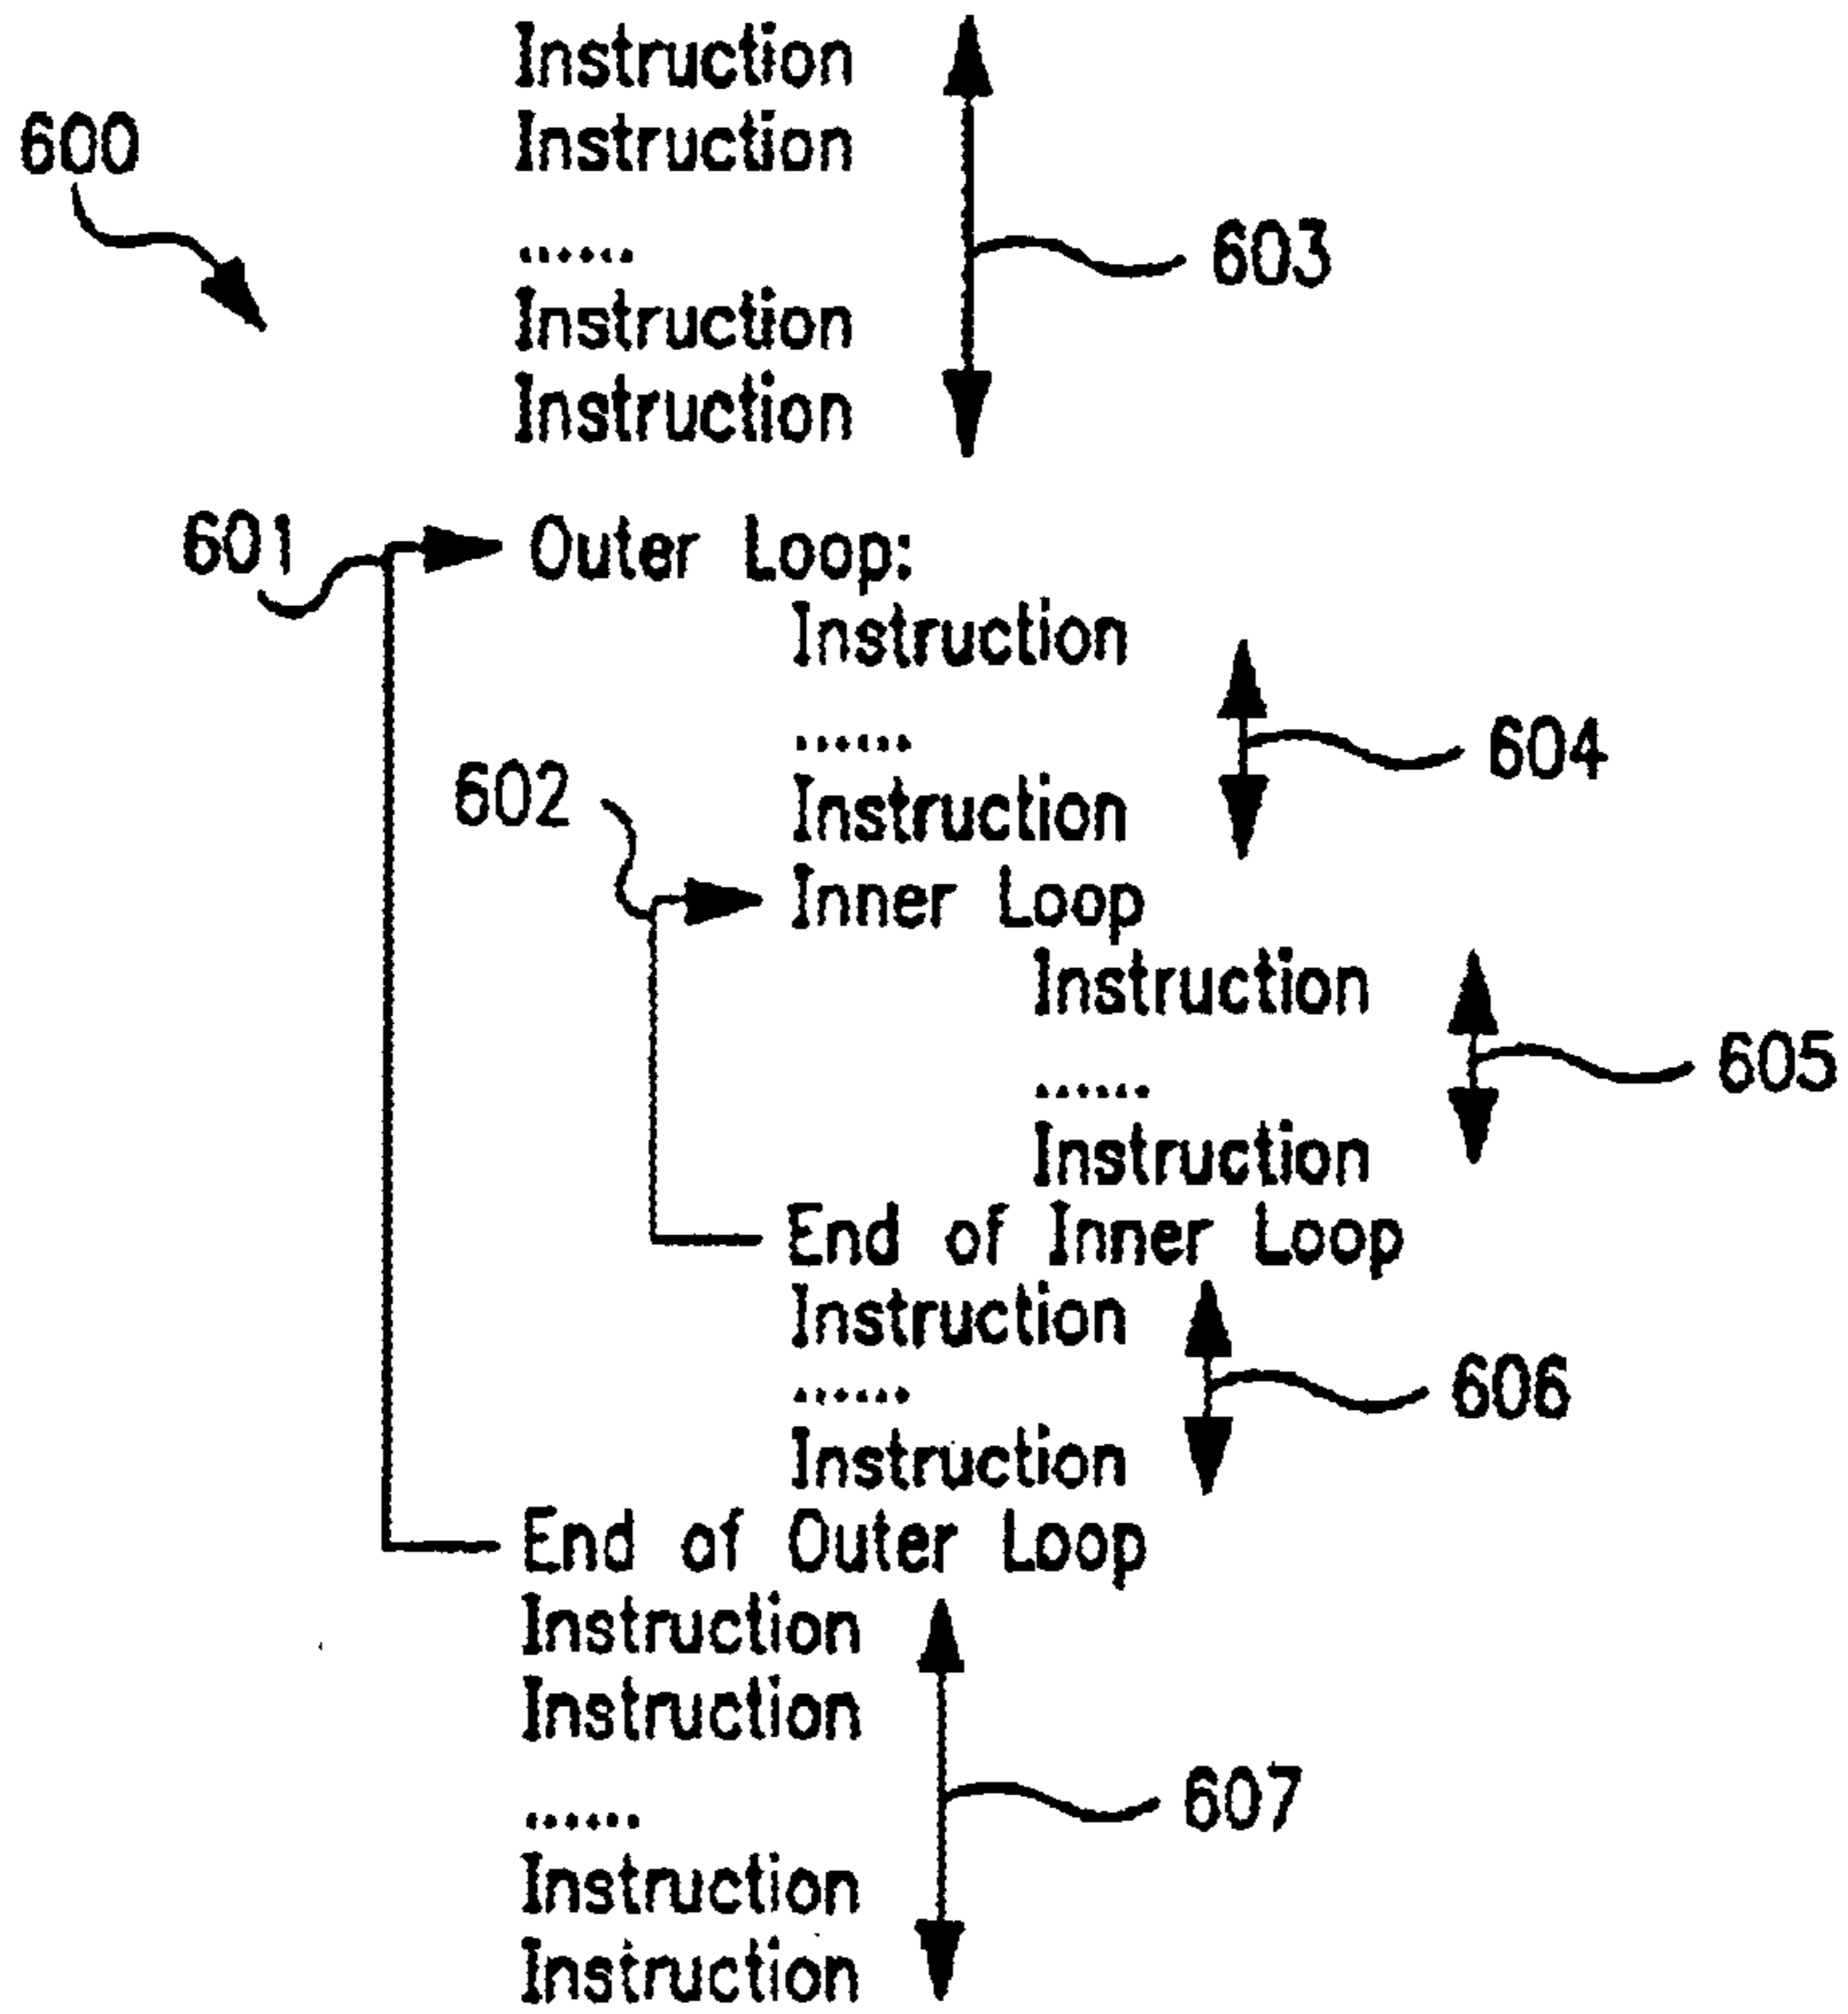 Instruction
600 Instruction
......
603
Instruction
Instruction
601 Outer Loop:
Instruction
......
604
602 Instruction
Inner Loop
Instruction
......
605
Instruction
End of Inner Loop
Instruction
......
606
Instruction
End of Outer Loop
Instruction
Instruction
......
607
Instruction
Instruction